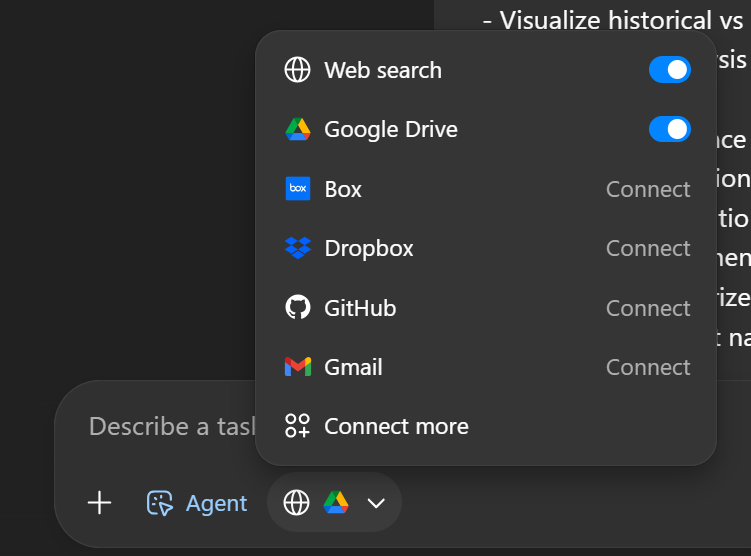 - Visualize historical vs
Web search
Google Drive
box
Box
Connect
Dropbox
Connect
GitHub
Connect
Gmail
Connect
Connect more
Describe a
Agent